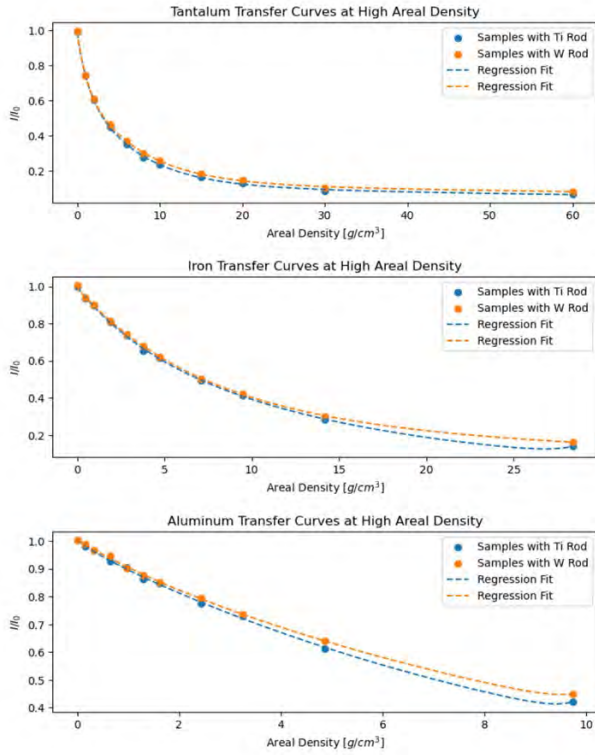 Tantalum Transfer Curves at High Areal Density
1.0
0.8
0.6
0.4
0.2
I/I₀
Samples with Ti Rod
Samples with W Rod
Regression Fit
Regression Fit
0 10 20 30 40 50 60
Areal Density [g/cm³]
Iron Transfer Curves at High Areal Density
1.0
0.8
0.6
0.4
0.2
I/I₀
Samples with Ti Rod
Samples with W Rod
Regression Fit
Regression Fit
0 5 10 15 20 25
Areal Density [g/cm³]
Aluminum Transfer Curves at High Areal Density
1.0
0.9
0.8
0.7
0.6
0.5
0.4
I/I₀
Samples with Ti Rod
Samples with W Rod
Regression Fit
Regression Fit
0 2 4 6 8 10
Areal Density [g/cm³]